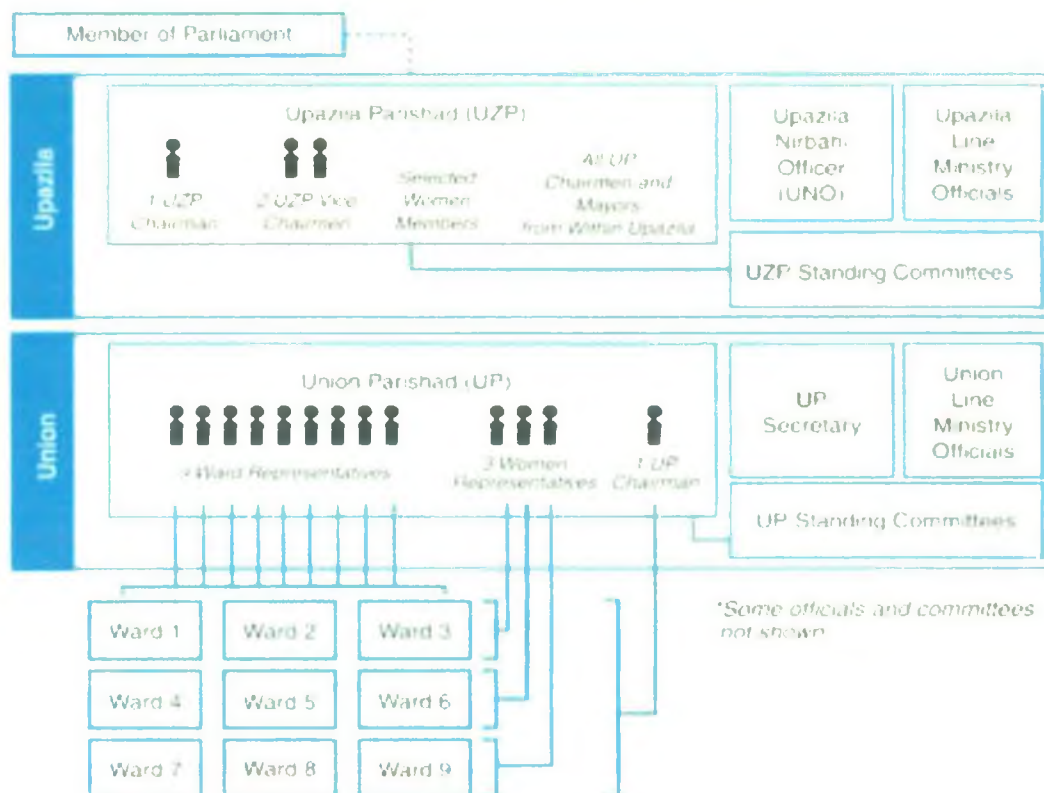 Member of Parliament
Upazila
Upazila Parishad (UZP)
1 UZP
Chairman
2 UZP Vice
Chairmen
Selected
Women
Members
All UP
Chairmen and
Mayors
from Within Upazila
Upazila
Nirbahi
Officer
(UNO)
Upazila
Line
Ministry
Officials
UZP Standing Committees
Union
Union Parishad (UP)
9 Ward Representatives
3 Women
Representatives
1 UP
Chairman
UP
Secretary
Union
Line
Ministry
Officials
UP Standing Committees
Ward 1
Ward 2
Ward 3
Ward 4
Ward 5
Ward 6
Ward 7
Ward 8
Ward 9
*Some officials and committees
not shown